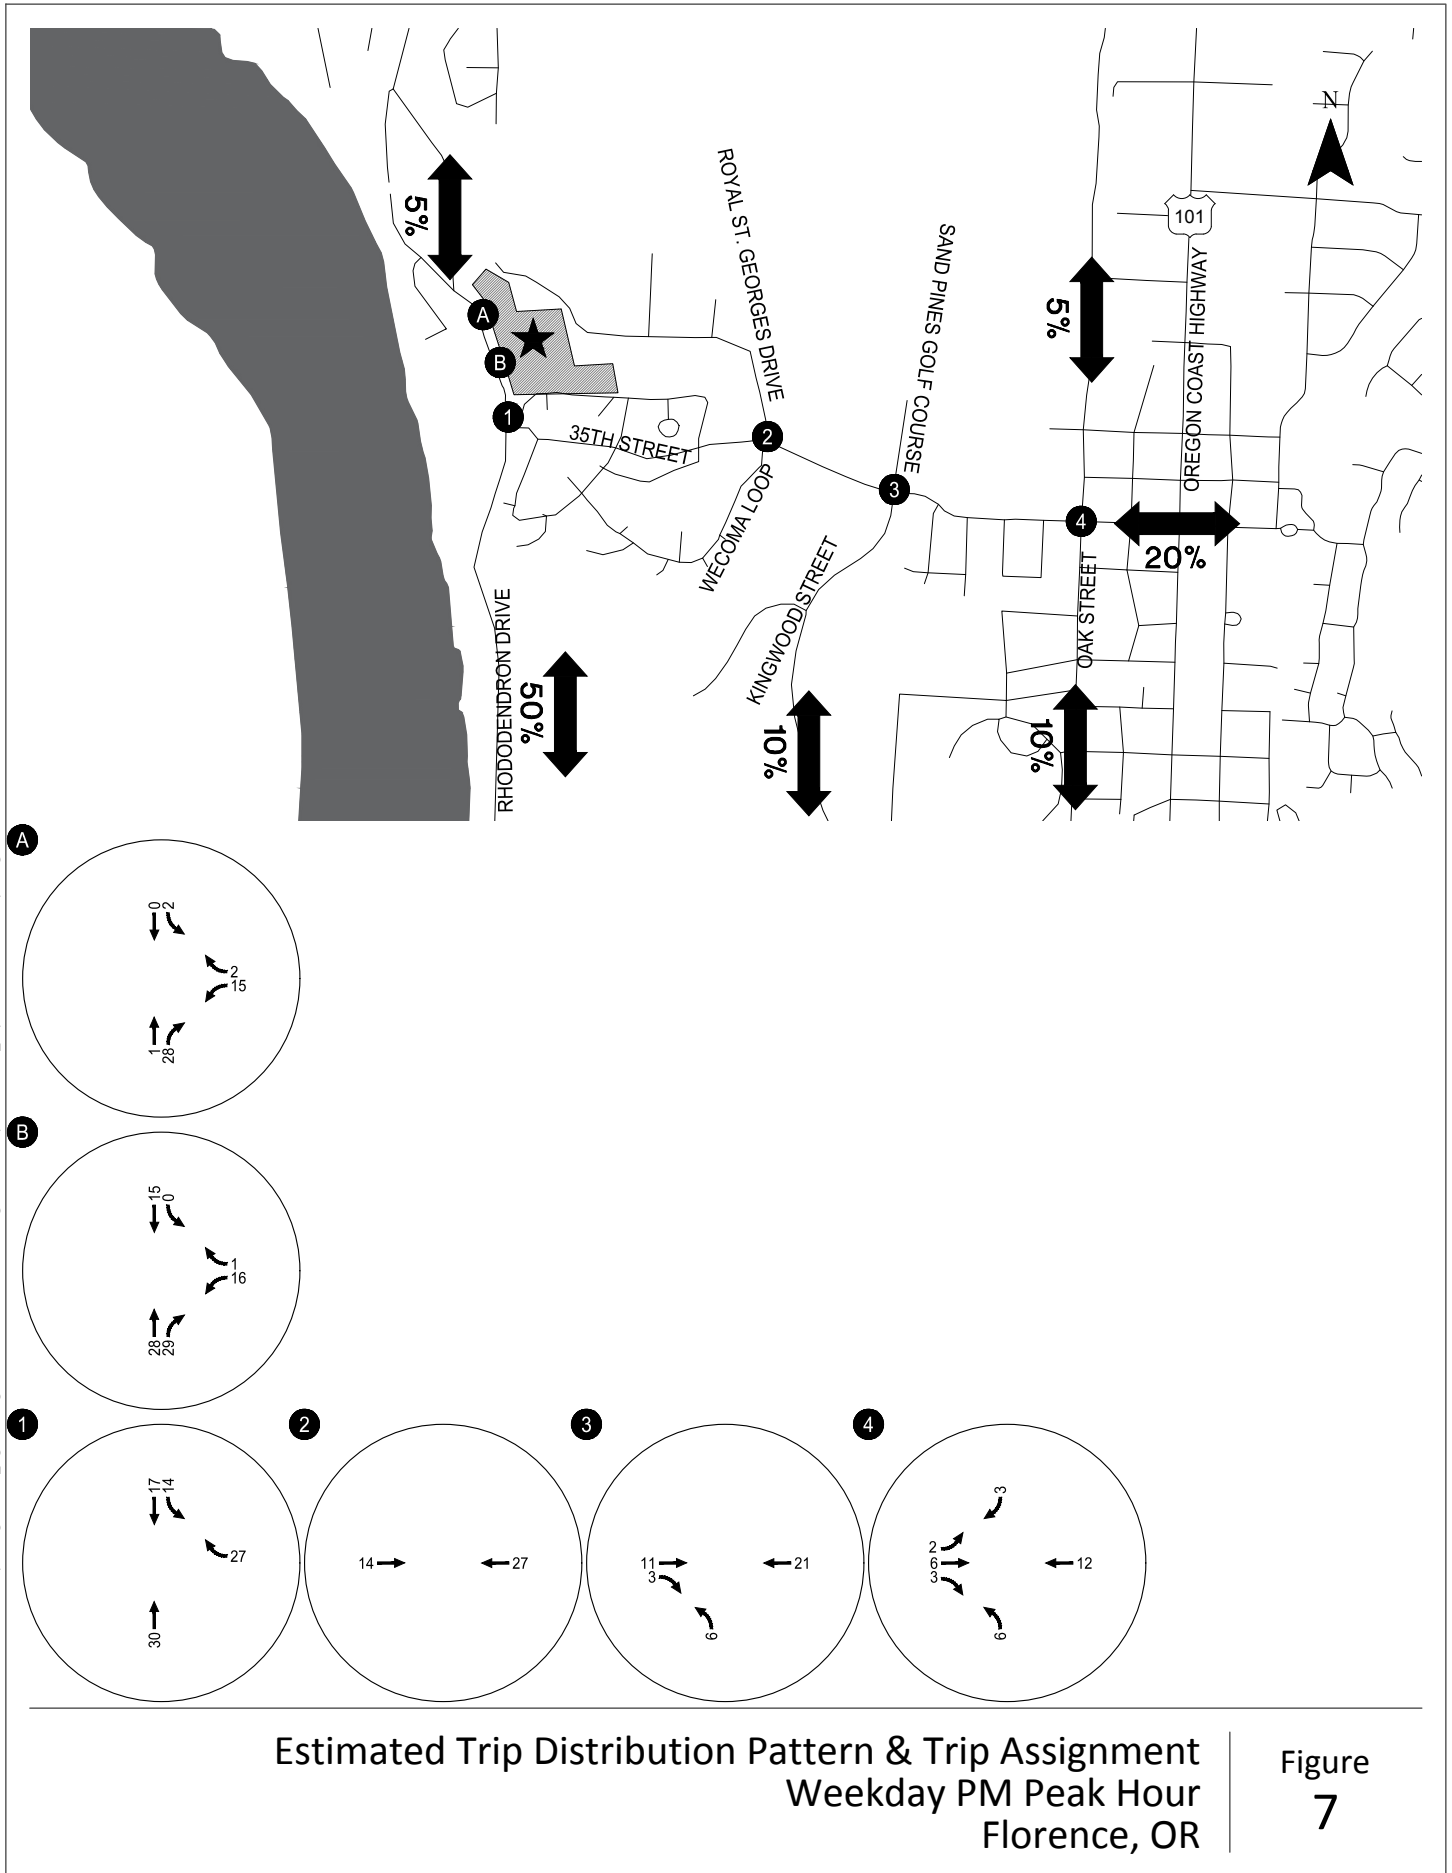 N
ROYAL ST. GEORGES DRIVE
5%
101
SAND PINES GOLF COURSE
OREGON COAST HIGHWAY
A
5%
B
1
35TH STREET
2
3
WECOMA LOOP
4
20%
KINGWOOD STREET
OAK STREET
RHODODENDRON DRIVE
50%
10%
10%
A
0
2
2
15
1
28
B
15
0
1
16
28
29
1
17
14
27
30
2
14
27
3
11
3
21
6
4
3
2
6
3
12
6
Estimated Trip Distribution Pattern & Trip Assignment
Weekday PM Peak Hour
Florence, OR
Figure
7